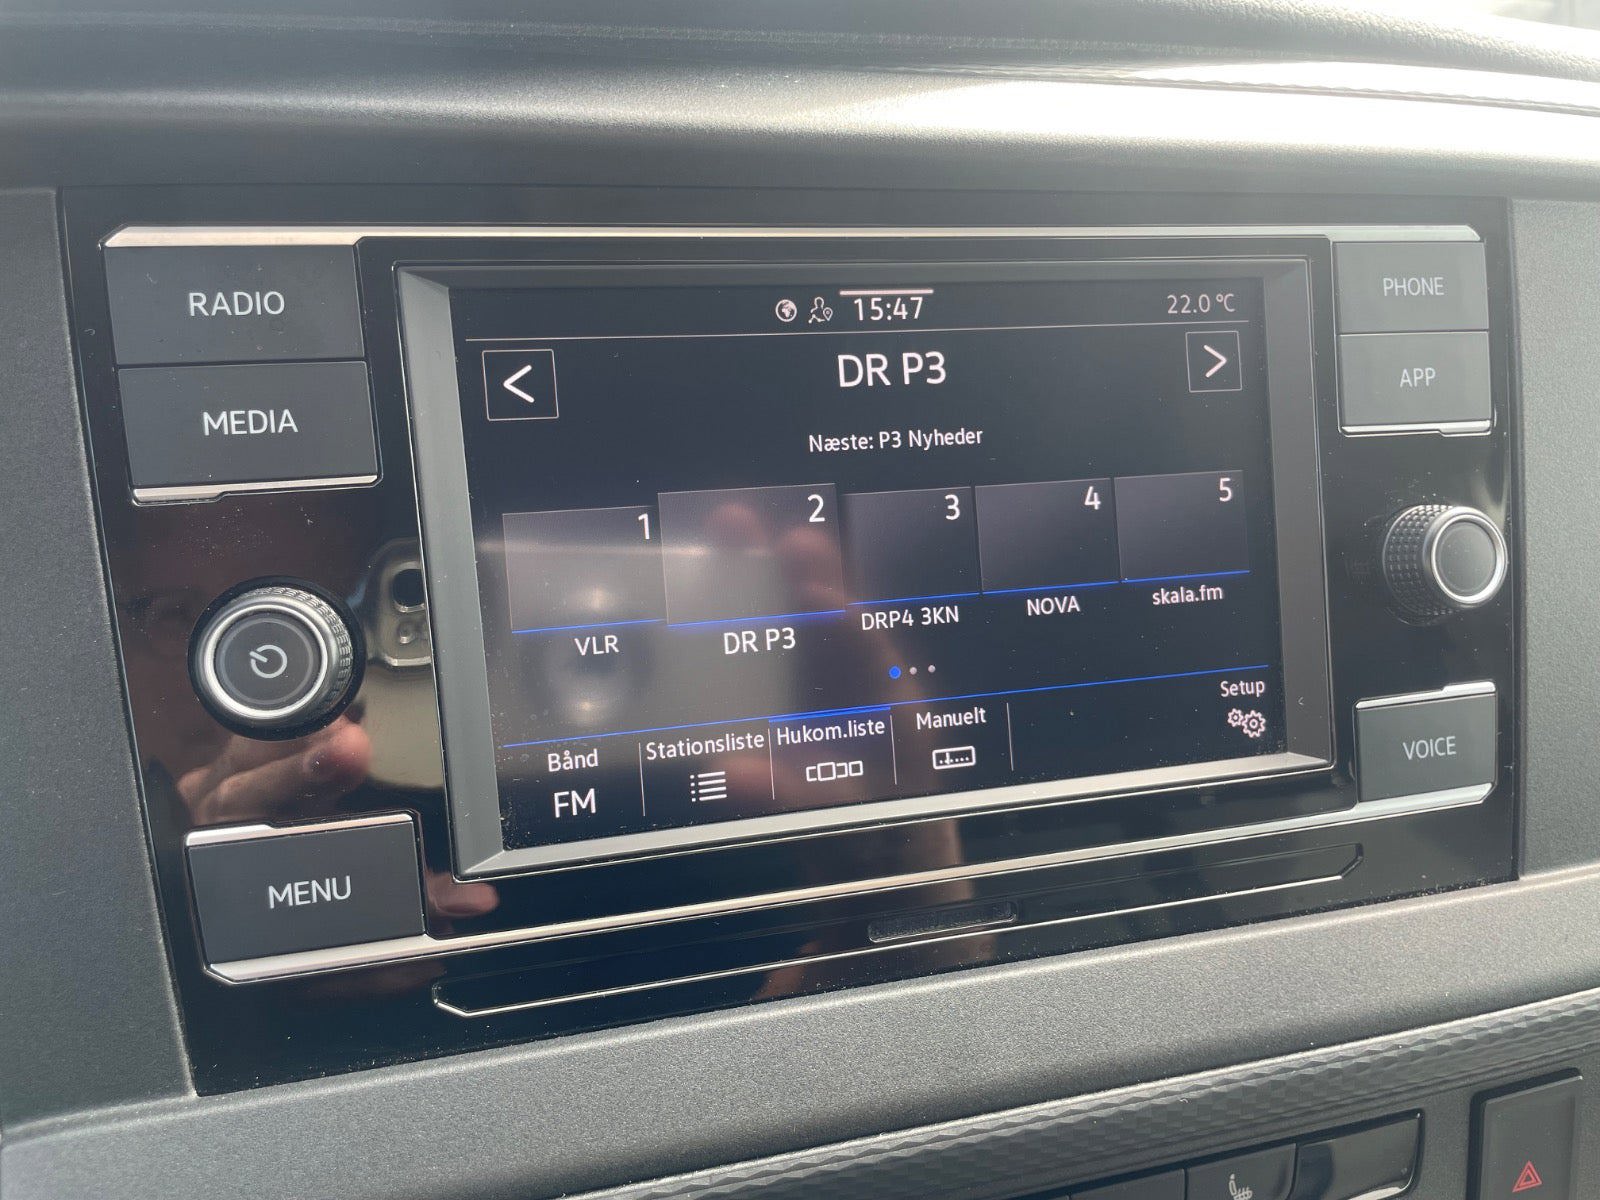 RADIO
MEDIA
MENU
15:47
22.0 °C
<
DR P3
>
Næste: P3 Nyheder
1
2
3
4
5
VLR
DR P3
DRP4 3KN
NOVA
skala.fm
Bånd
FM
Stationsliste
Hukom.liste
Manuelt
Setup
PHONE
APP
VOICE